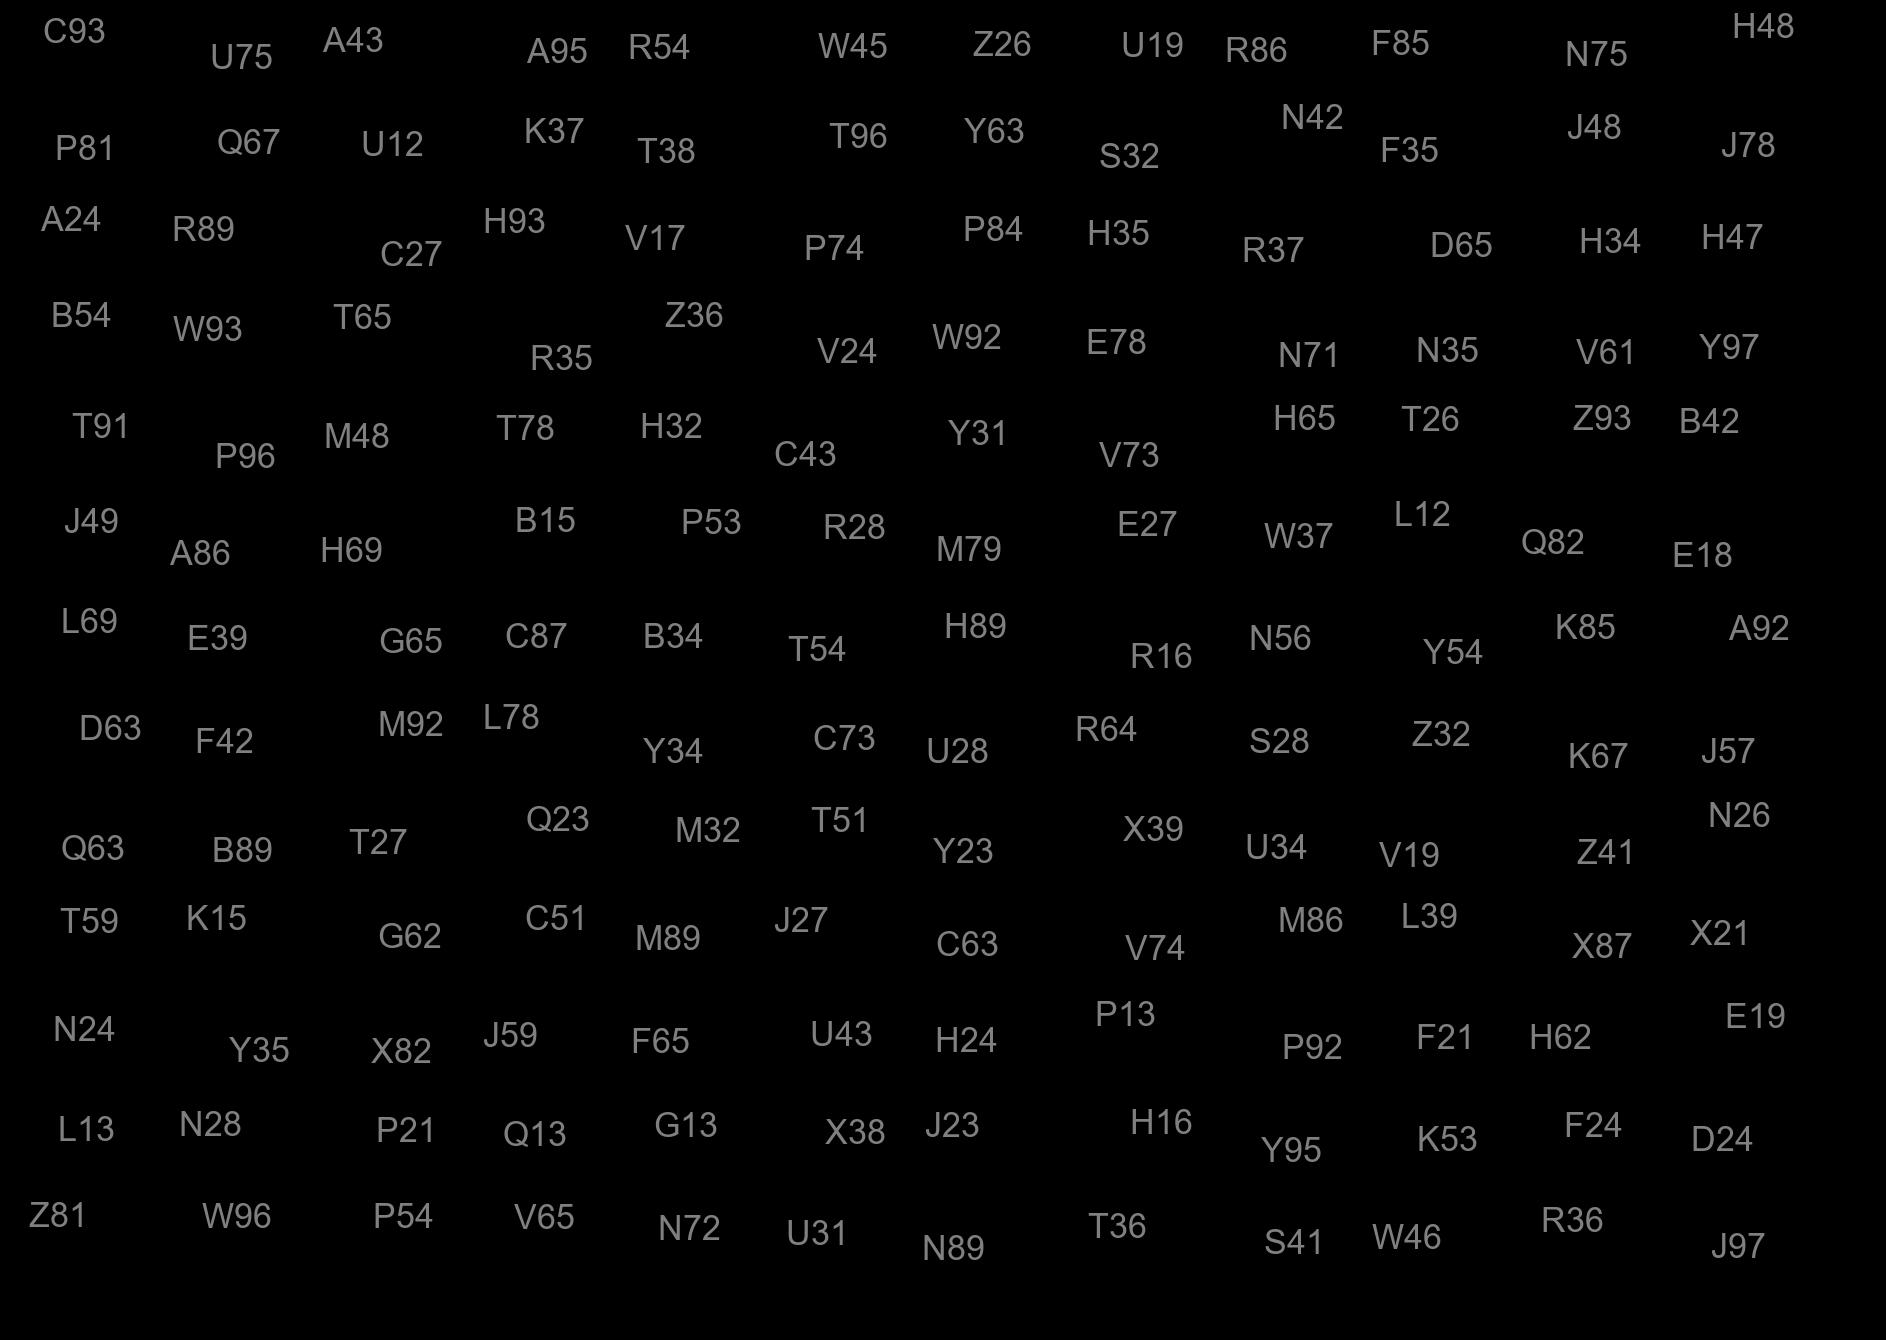 C93 U75 A43 A95 R54 W45 Z26 U19 R86 F85 N75 H48
P81 Q67 U12 K37 T38 T96 Y63 S32 N42 F35 J48 J78
A24 R89 C27 H93 V17 P74 P84 H35 R37 D65 H34 H47
B54 W93 T65 R35 Z36 V24 W92 E78 N71 N35 V61 Y97
T91 P96 M48 T78 H32 C43 Y31 V73 H65 T26 Z93 B42
J49 A86 H69 B15 P53 R28 M79 E27 W37 L12 Q82 E18
L69 E39 G65 C87 B34 T54 H89 R16 N56 Y54 K85 A92
D63 F42 M92 L78 Y34 C73 U28 R64 S28 Z32 K67 J57
Q63 B89 T27 Q23 M32 T51 Y23 X39 U34 V19 Z41 N26
T59 K15 G62 C51 M89 J27 C63 V74 M86 L39 X87 X21
N24 Y35 X82 J59 F65 U43 H24 P13 P92 F21 H62 E19
L13 N28 P21 Q13 G13 X38 J23 H16 Y95 K53 F24 D24
Z81 W96 P54 V65 N72 U31 N89 T36 S41 W46 R36 J97